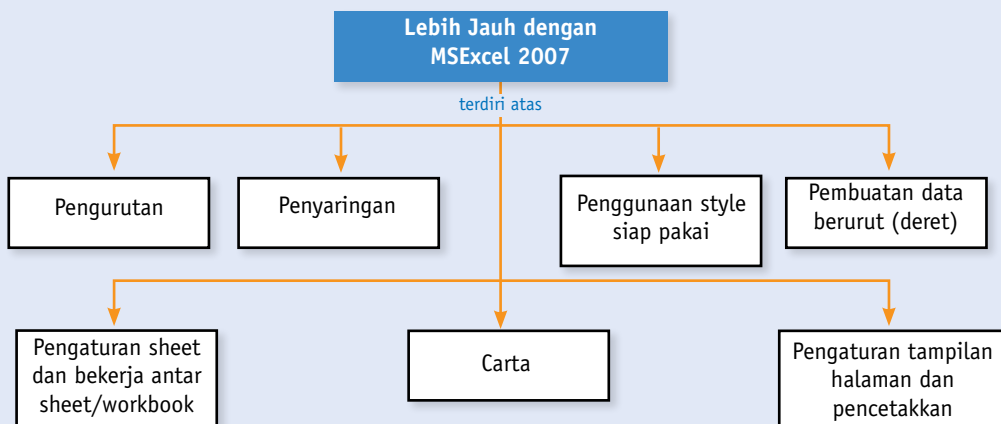 Lebih Jauh dengan
MSExcel 2007
terdiri atas
Pengurutan
Penyaringan
Penggunaan style
siap pakai
Pembuatan data
berurut (deret)
Pengaturan sheet
dan bekerja antar
sheet/workbook
Carta
Pengaturan tampilan
halaman dan
pencetakkan